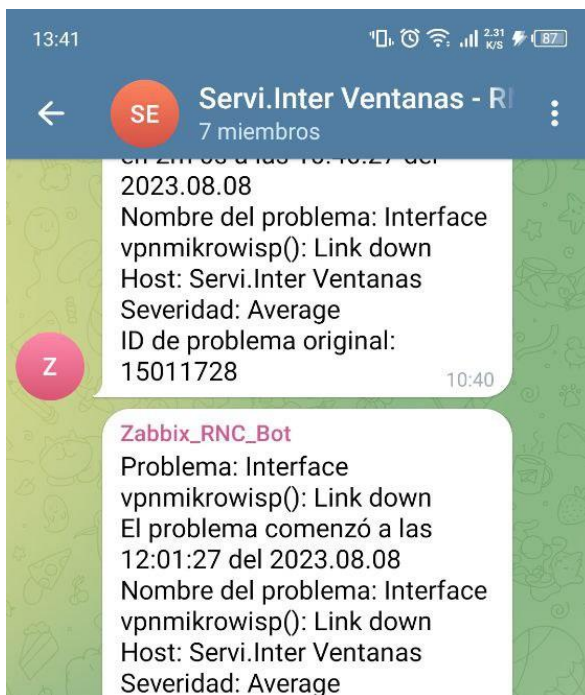 13:41
2.31
K/S
87
SE
Servi.Inter Ventanas - R
7 miembros
2023.08.08
Nombre del problema: Interface
vpnmikrowisp(): Link down
Host: Servi.Inter Ventanas
Severidad: Average
ID de problema original:
15011728
10:40
Z
Zabbix_RNC_Bot
Problema: Interface
vpnmikrowisp(): Link down
El problema comenzó a las
12:01:27 del 2023.08.08
Nombre del problema: Interface
vpnmikrowisp(): Link down
Host: Servi.Inter Ventanas
Severidad: Average